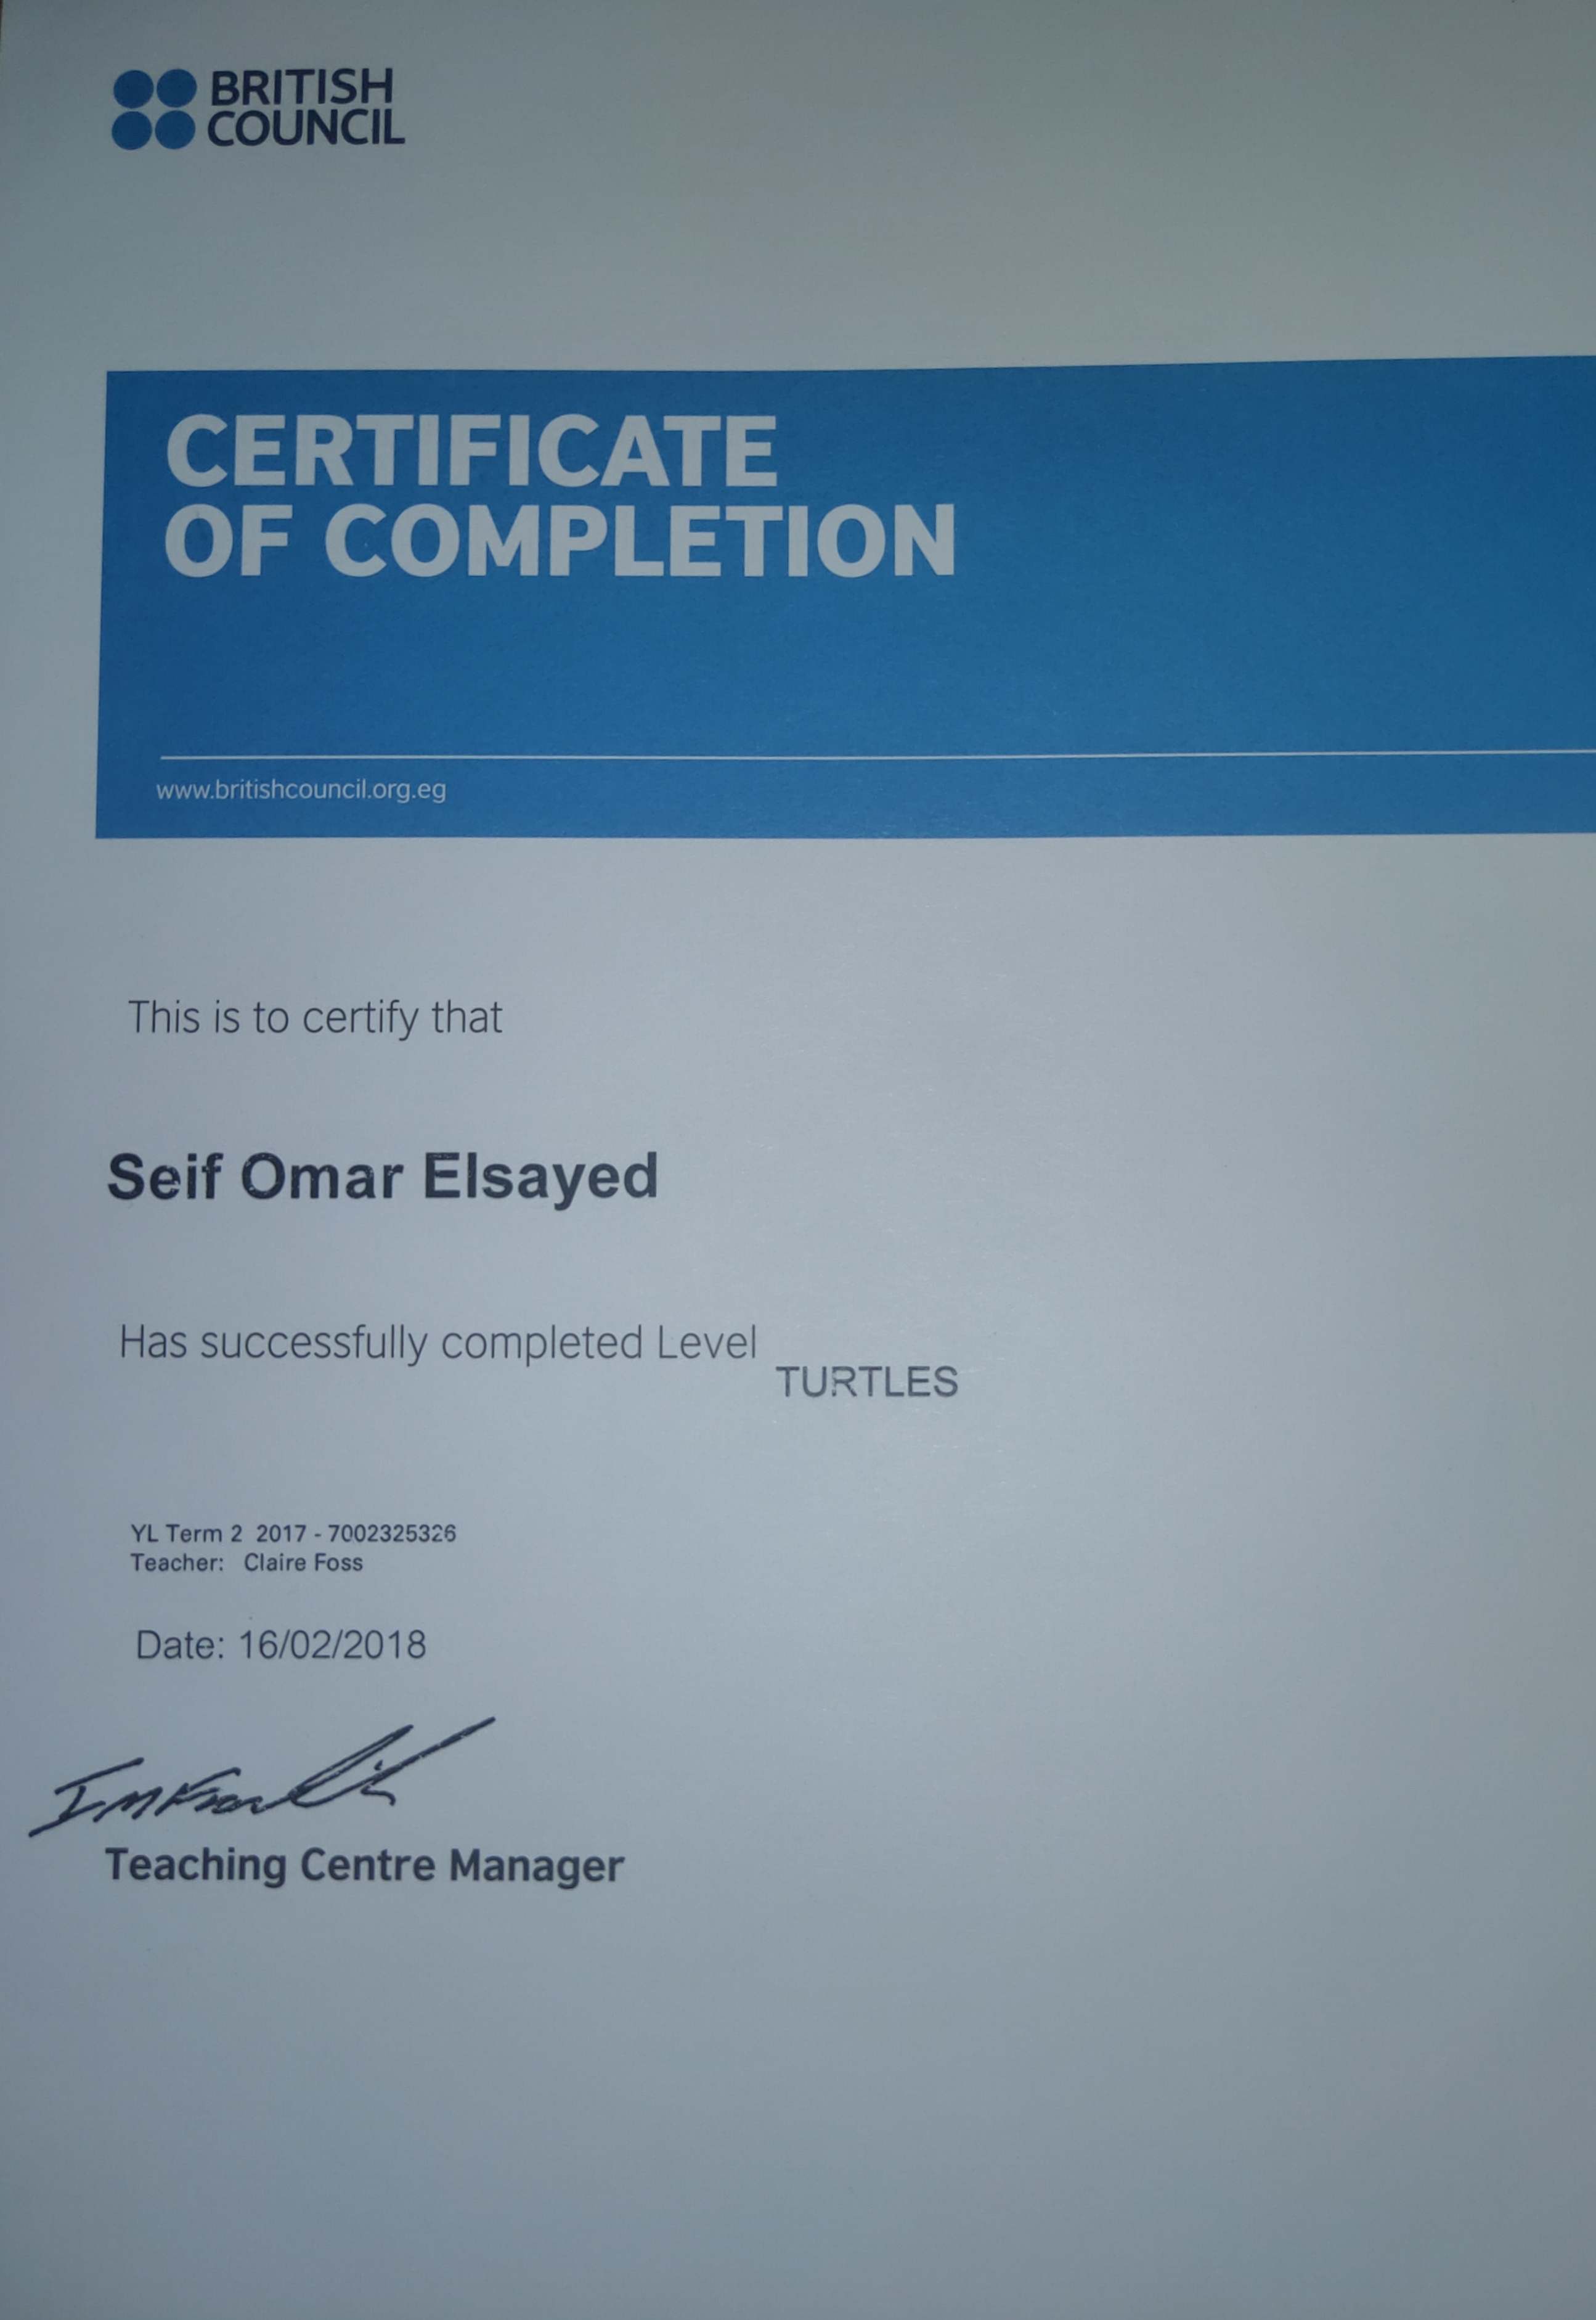 BRITISH
COUNCIL
CERTIFICATE
OF COMPLETION
www.britishcouncil.org.eg
This is to certify that
Seif Omar Elsayed
Has successfully completed Level
TURTLES
YL Term 2 2017 - 7002325326
Teacher: Claire Foss
Date: 16/02/2018
Teaching Centre Manager